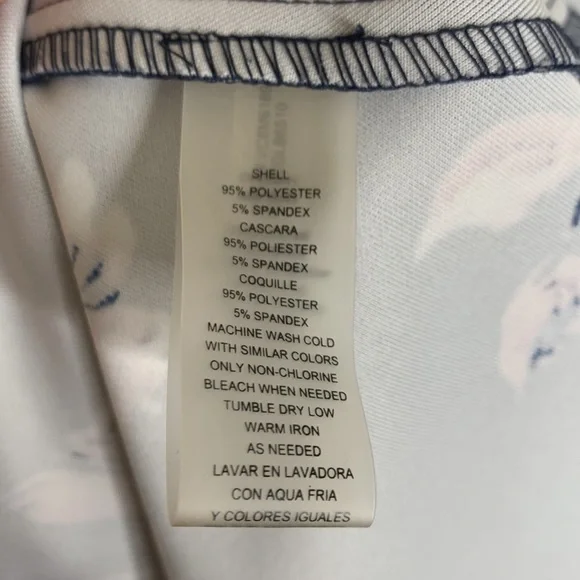 SHELL
95% POLYESTER
5% SPANDEX
CASCARA
95% POLIESTER
5% SPANDEX
COQUILLE
95% POLYESTER
5% SPANDEX
MACHINE WASH COLD
WITH SIMILAR COLORS
ONLY NON-CHLORINE
BLEACH WHEN NEEDED
TUMBLE DRY LOW
WARM IRON
AS NEEDED
LAVAR EN LAVADORA
CON AQUA FRIA
Y COLORES IGUALES